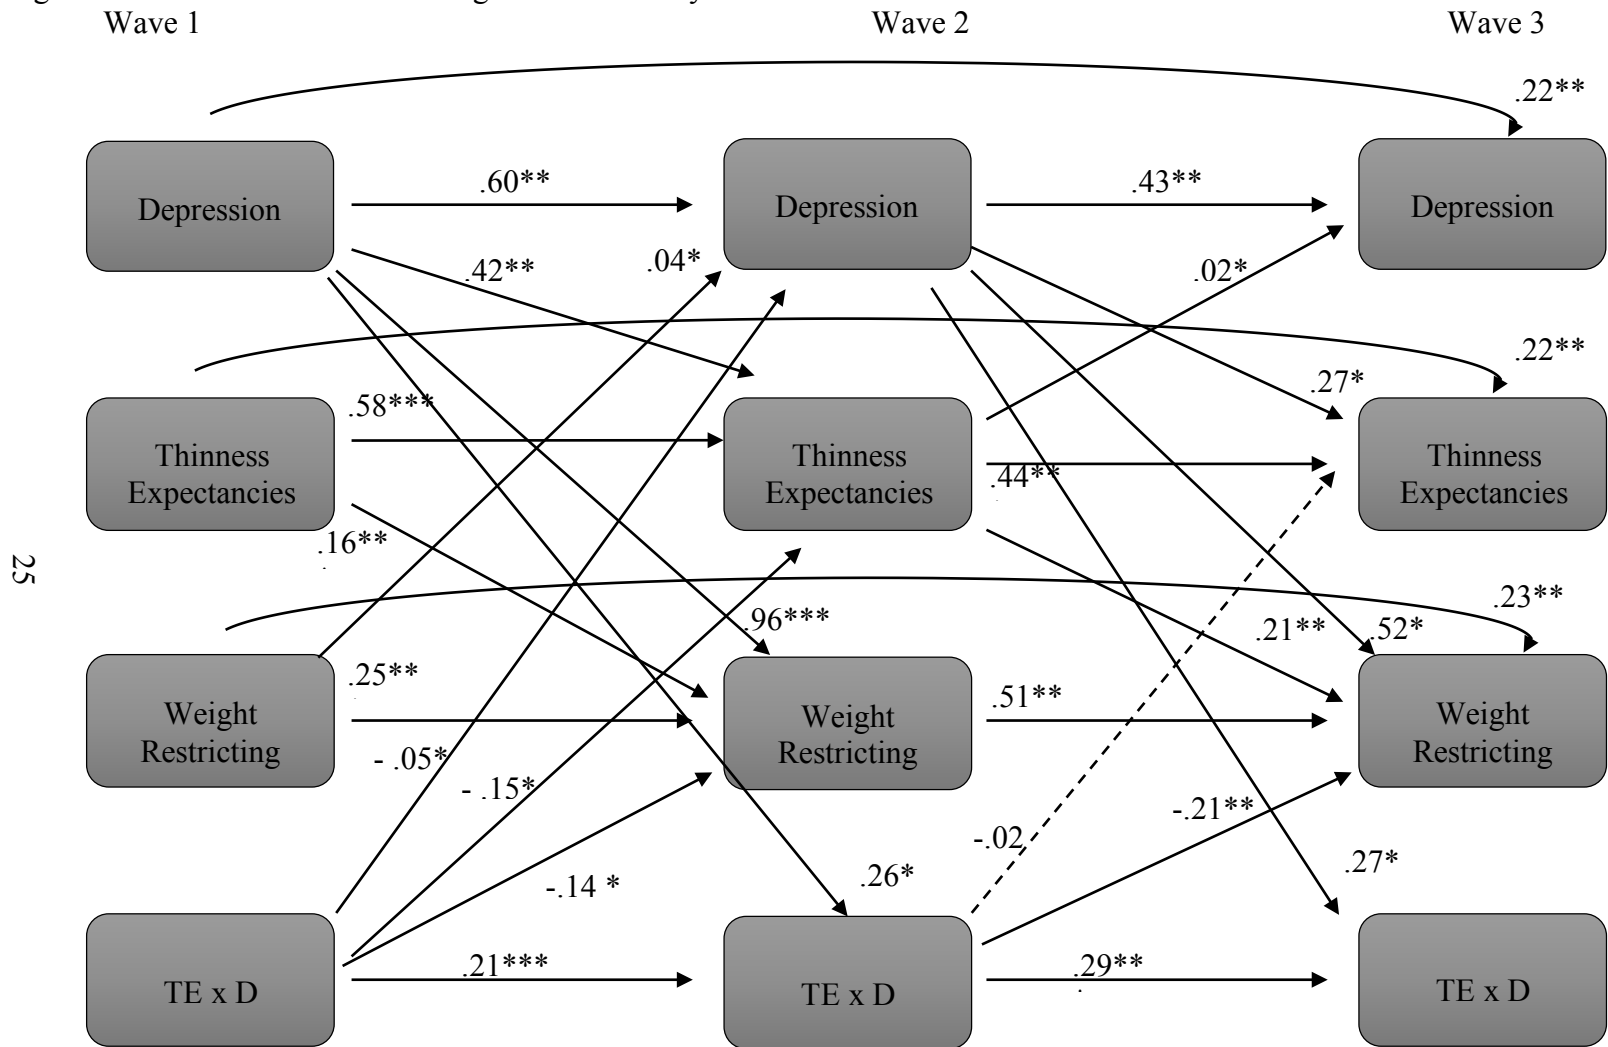 Wave 1
Wave 2
Wave 3
.22**
Depression
.60**
Depression
.43**
Depression
.42**
.04*
.02*
.22**
.27*
.58***
Thinness
Expectancies
Thinness
Expectancies
.44**
Thinness
Expectancies
.16**
25
.96***
.21**
.52*
.23**
.25**
Weight
Restricting
Weight
Restricting
.51**
Weight
Restricting
- .05*
- .15*
-.21**
-.02
-.14 *
.26*
.27*
TE x D
.21***
TE x D
.29**
TE x D